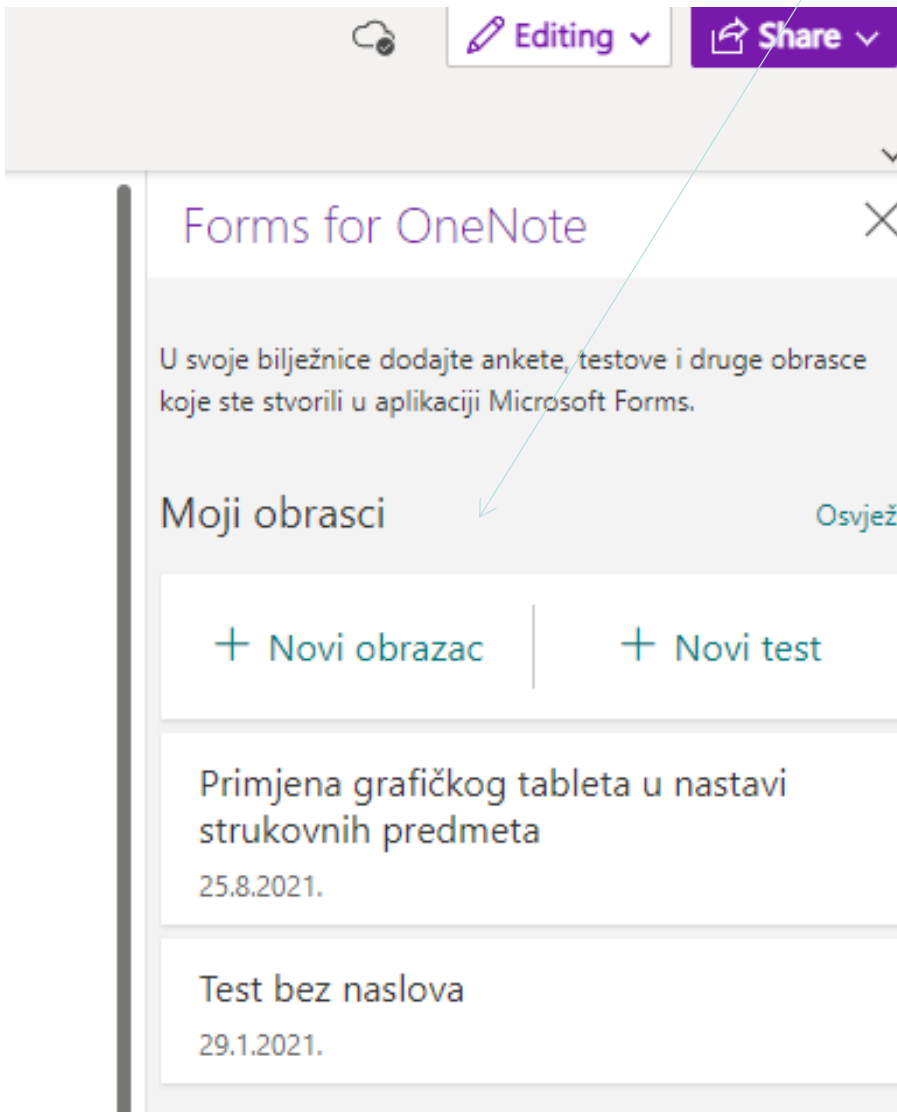 Editing
Share
Forms for OneNote
U svoje bilježnice dodajte ankete, testove i druge obrasce
koje ste stvorili u aplikaciji Microsoft Forms.
Moji obrasci
Osvjež
+ Novi obrazac
+ Novi test
Primjena grafičkog tableta u nastavi
strukovnih predmeta
25.8.2021.
Test bez naslova
29.1.2021.